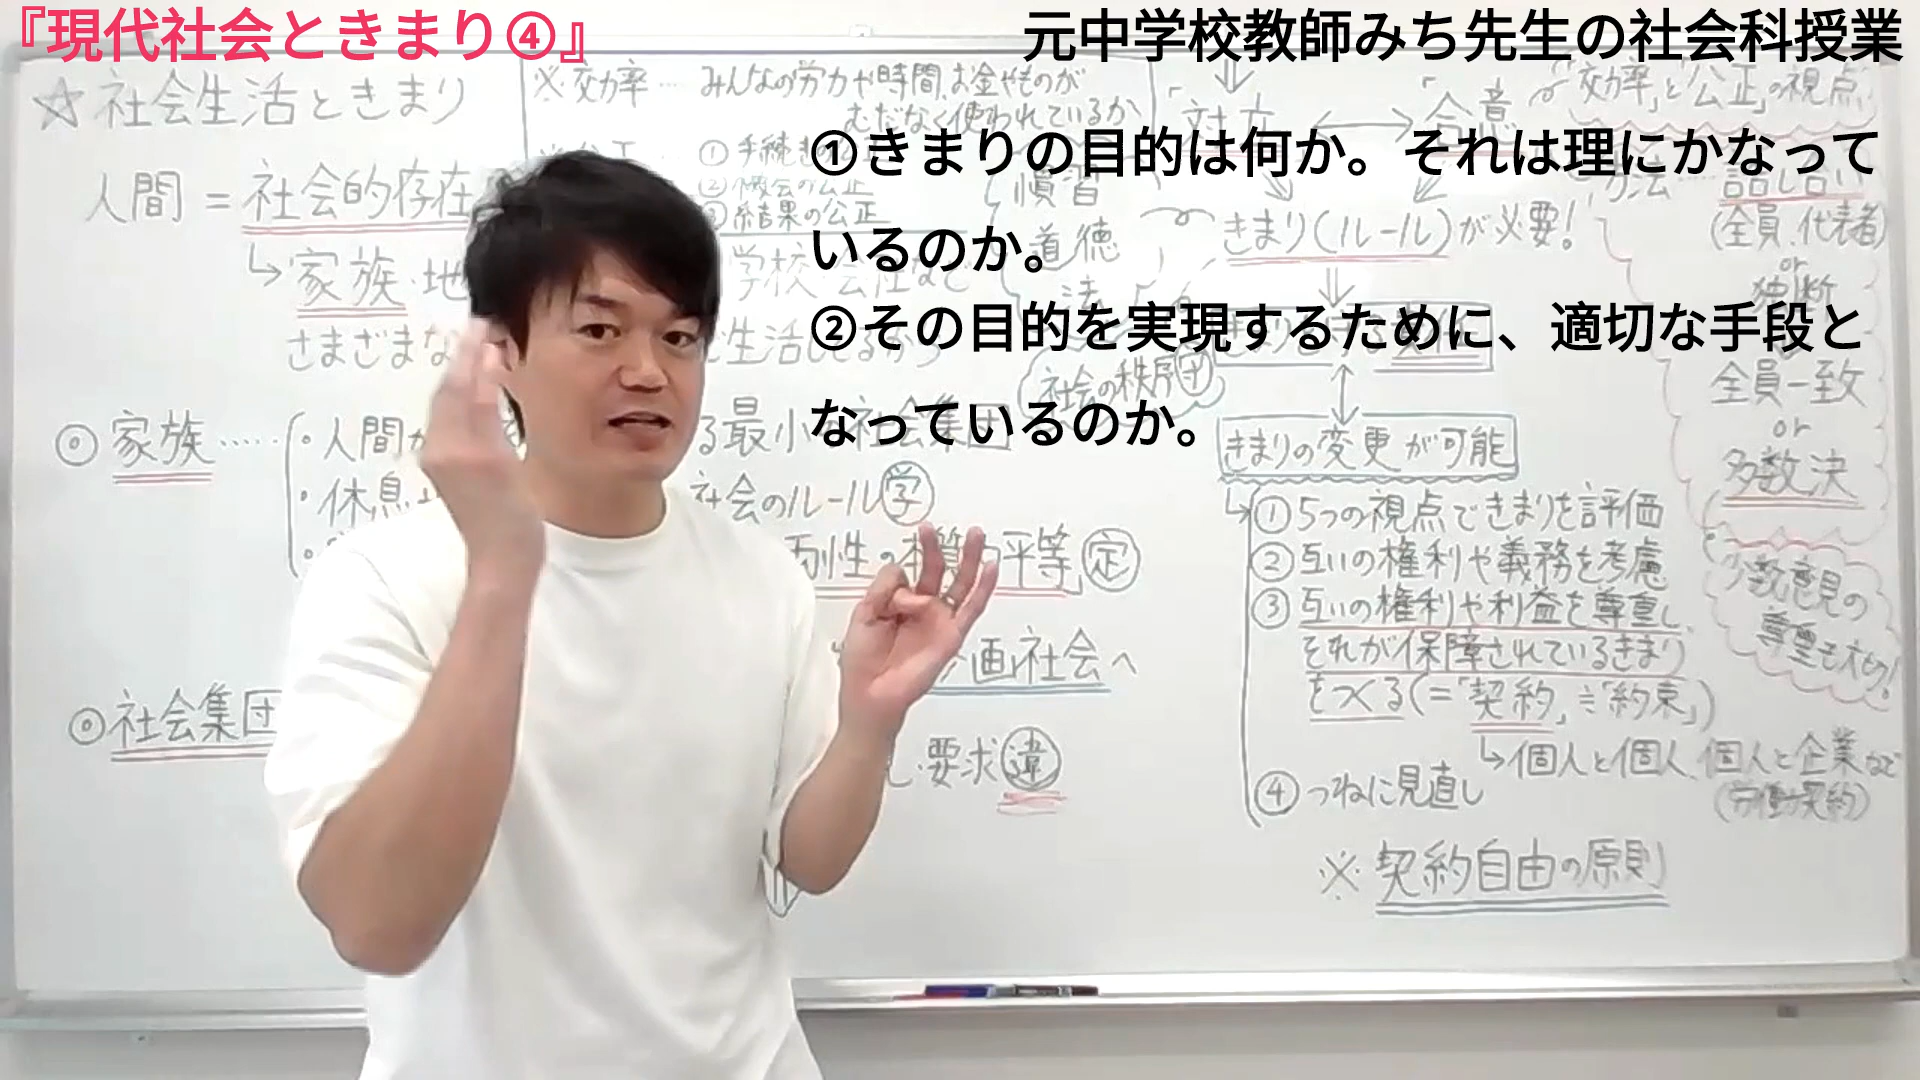 『現代社会ときまり④』
元中学校教師みち先生の社会科授業
①きまりの目的は何か。それは理にかなって
いるのか。
②その目的を実現するために、適切な手段と
なっているのか。
☆社会生活ときまり
人間 = 社会的存在
↳家族・地
さまざまな
◎家族……
・人間が
・休息
る最小 社会集団
社会のルール学
両性の本質 平等」定
画社会へ
◎社会集団
要求違
※効率… みんなの労力や時間、お金やものが
むだなく使われているか
①手続きの公正
②機会の公正
③結果の公正
学校 会社など
生活しているから
慣習
道徳
社会の秩序
「対立
「合意
「効率」と「公正」の視点
きまり(ルール)が必要!
きまりの変更が可能
↳①5つの視点できまりを評価
②互いの権利や義務を考慮
③互いの権利や利益を尊重し、
それが保障されているきまり
をつくる(=「契約」≒「約束」)
↳個人と個人、個人と企業など
(労働契約)
④つねに見直し
※契約自由の原則
方法…… 話し合い
(全員、代表者)
or
独断
全員一致
or
多数決
少数意見の
尊重も大切!